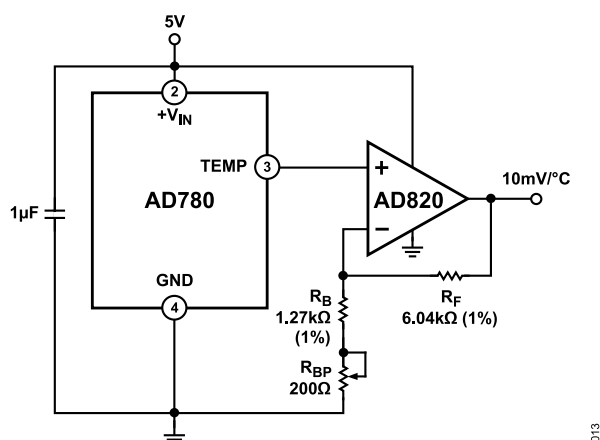 5V
2
+VIN
TEMP
3
+
10mV/°C
AD780
AD820
1µF
−
GND
RB
1.27kΩ
(1%)
RF
6.04kΩ (1%)
4
RBP
200Ω
013